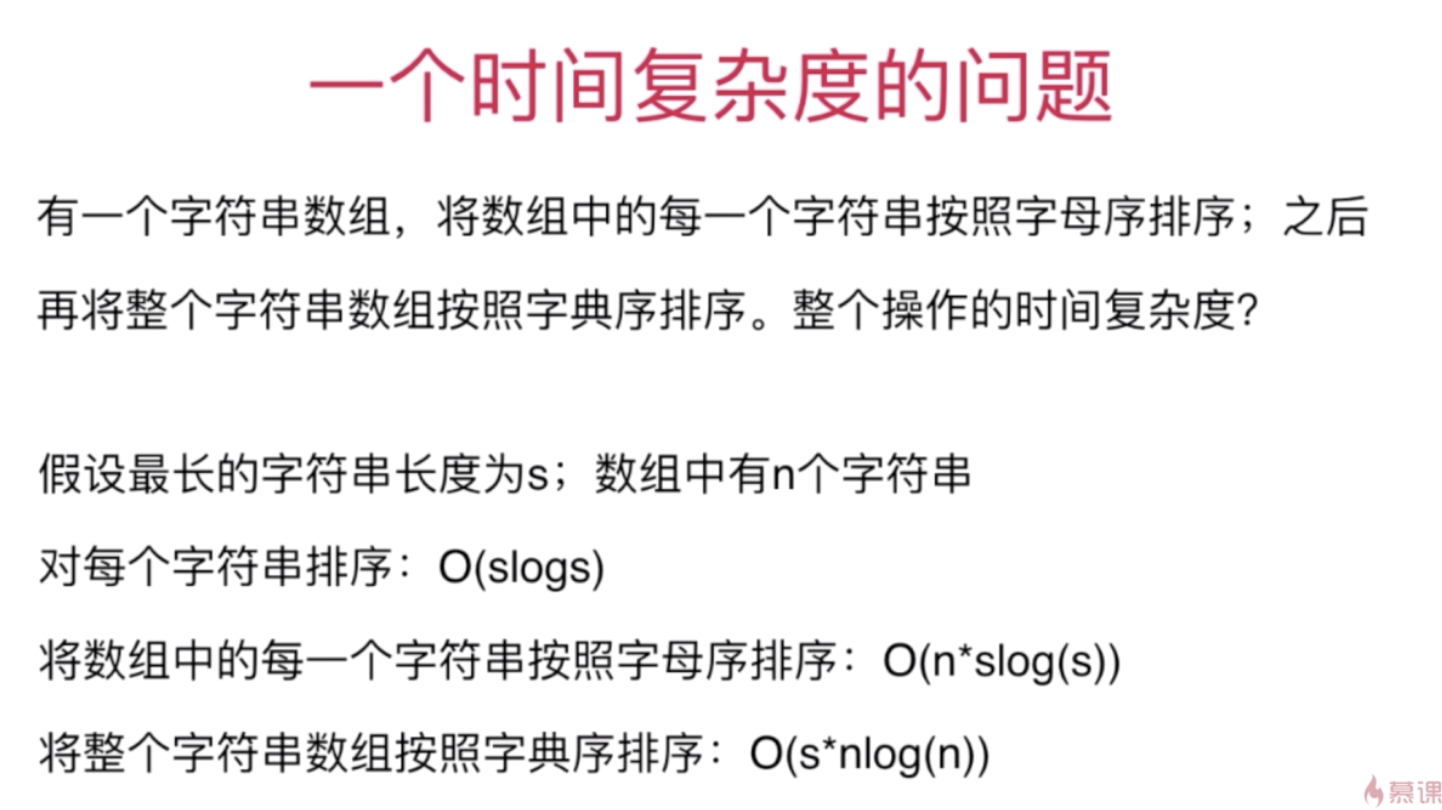 一个时间复杂度的问题
有一个字符串数组，将数组中的每一个字符串按照字母序排序；之后
再将整个字符串数组按照字典序排序。整个操作的时间复杂度？
假设最长的字符串长度为s；数组中有n个字符串
对每个字符串排序：O(slogs)
将数组中的每一个字符串按照字母序排序：O(n*slog(s))
将整个字符串数组按照字典序排序：O(s*nlog(n))
慕课